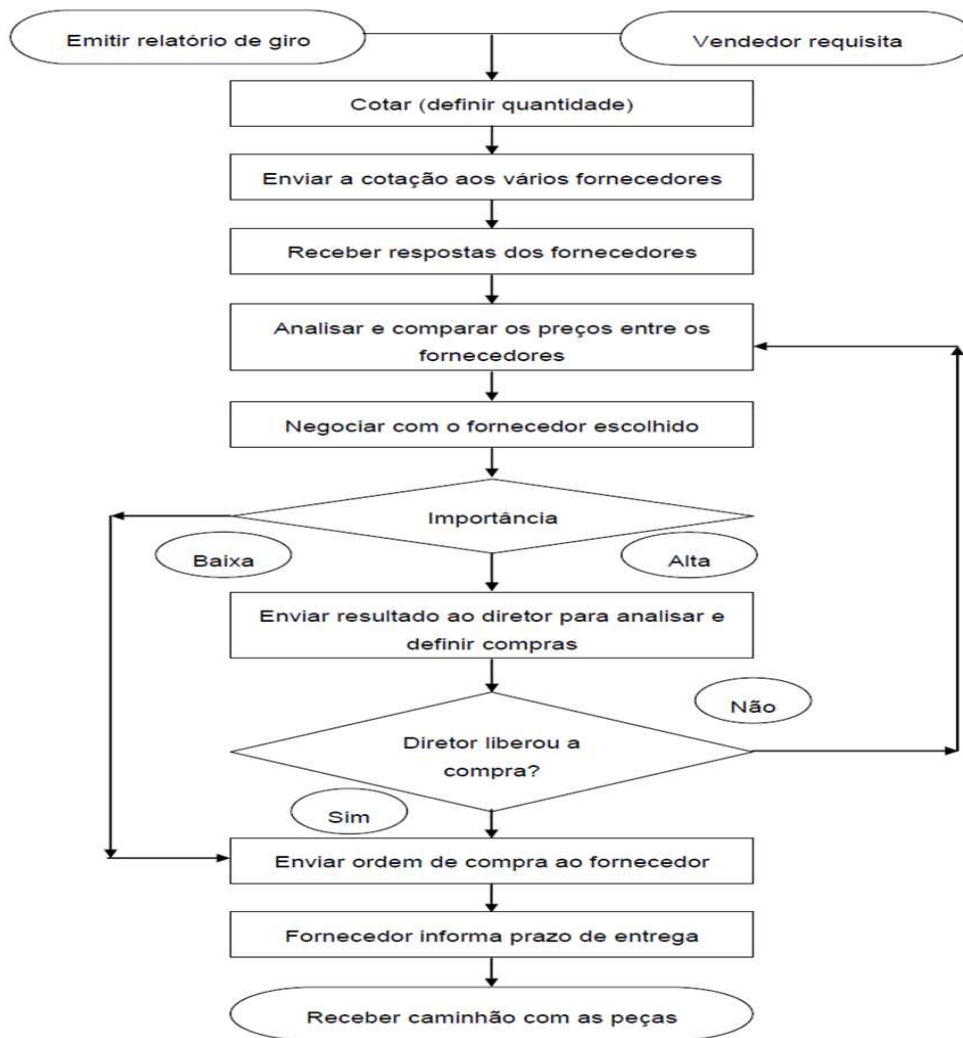 Emitir relatório de giro
Vendedor requisita
Cotar (definir quantidade)
Enviar a cotação aos vários fornecedores
Receber respostas dos fornecedores
Analisar e comparar os preços entre os
fornecedores
Negociar com o fornecedor escolhido
Importância
Baixa
Alta
Enviar resultado ao diretor para analisar e
definir compras
Não
Diretor liberou a
compra?
Sim
Enviar ordem de compra ao fornecedor
Fornecedor informa prazo de entrega
Receber caminhão com as peças